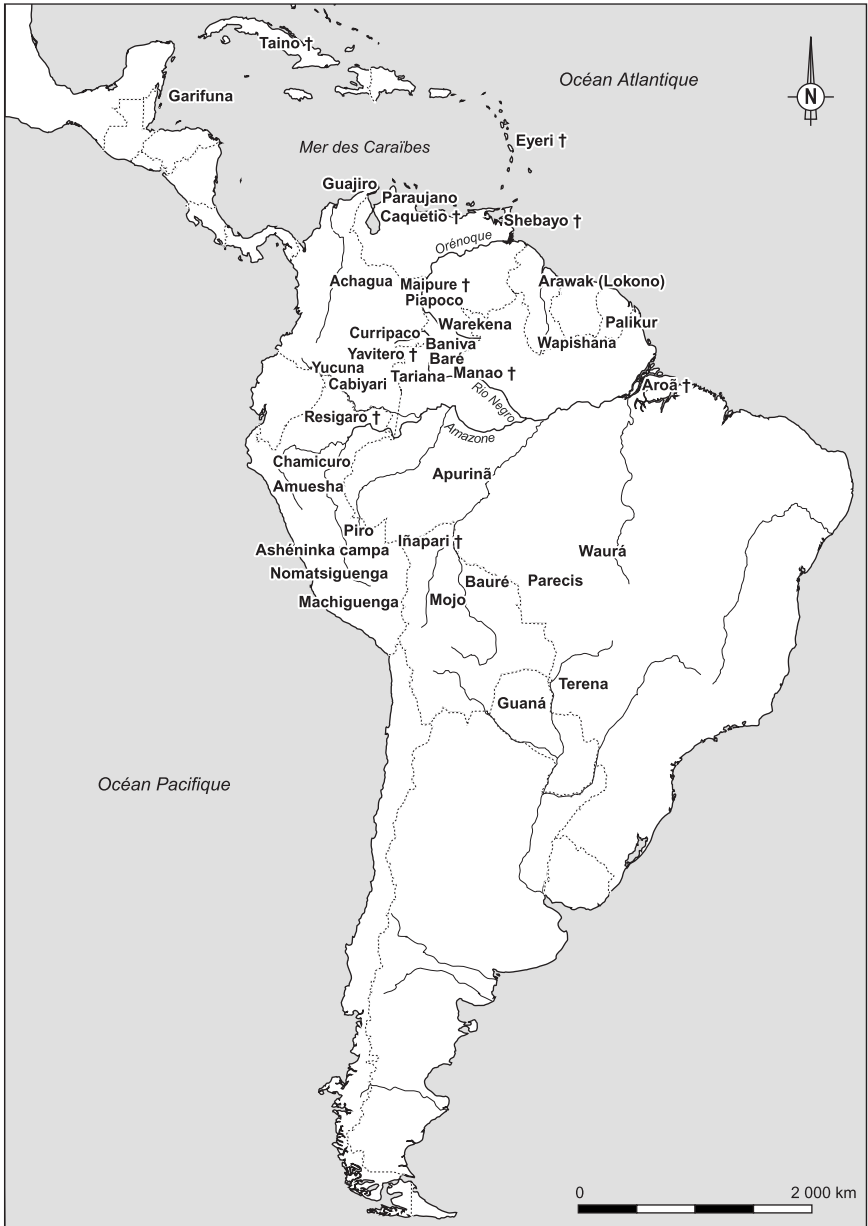 Taino †
Océan Atlantique
N
Garifuna
Eyeri †
Mer des Caraïbes
Guajiro
Paraujano
Caquetio †
Shebayo †
Orénoque
Achagua
Maipure †
Arawak (Lokono)
Piapoco
Warekena
Palikur
Curripaco
Baniva
Wapishana
Yavitero †
Baré
Yucuna
Tariana
Manao †
Cabiyari
Aroã †
Rio Negro
Resigaro †
Amazone
Chamicuro
Apurinã
Amuesha
Piro
Iñapari †
Ashéninka campa
Waurá
Nomatsiguenga
Bauré
Parecis
Machiguenga
Mojo
Terena
Guaná
Océan Pacifique
0
2 000 km